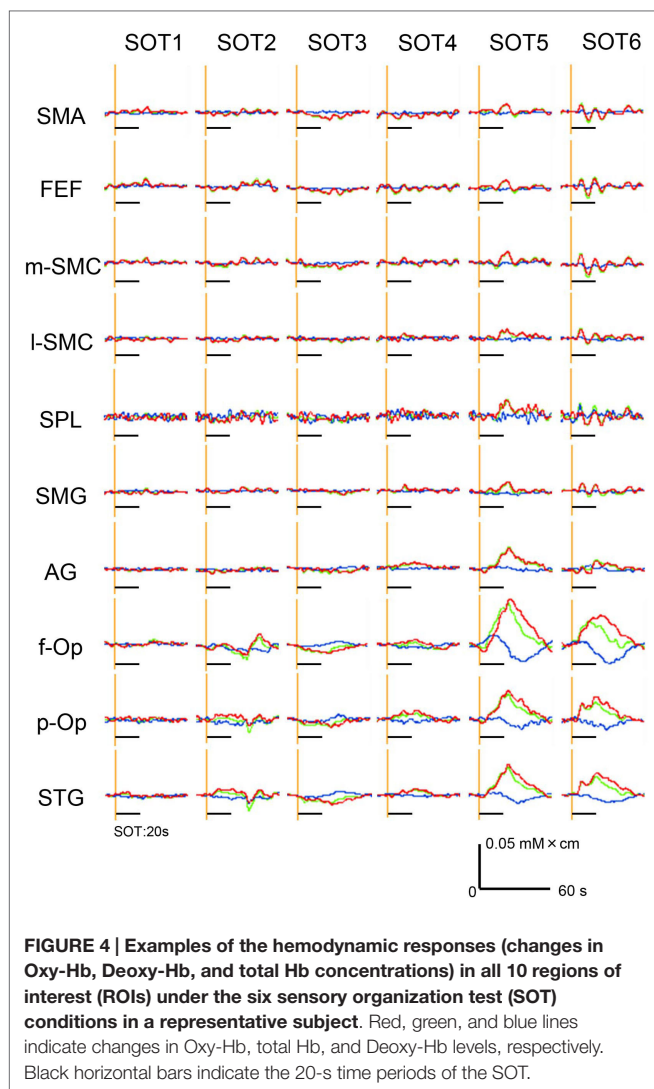 SOT1 SOT2 SOT3 SOT4 SOT5 SOT6
SMA
FEF
m-SMC
l-SMC
SPL
SMG
AG
f-Op
p-Op
STG
SOT:20s
0.05 mM × cm
0 60 s
FIGURE 4 | Examples of the hemodynamic responses (changes in
Oxy-Hb, Deoxy-Hb, and total Hb concentrations) in all 10 regions of
interest (ROIs) under the six sensory organization test (SOT)
conditions in a representative subject. Red, green, and blue lines
indicate changes in Oxy-Hb, total Hb, and Deoxy-Hb levels, respectively.
Black horizontal bars indicate the 20-s time periods of the SOT.